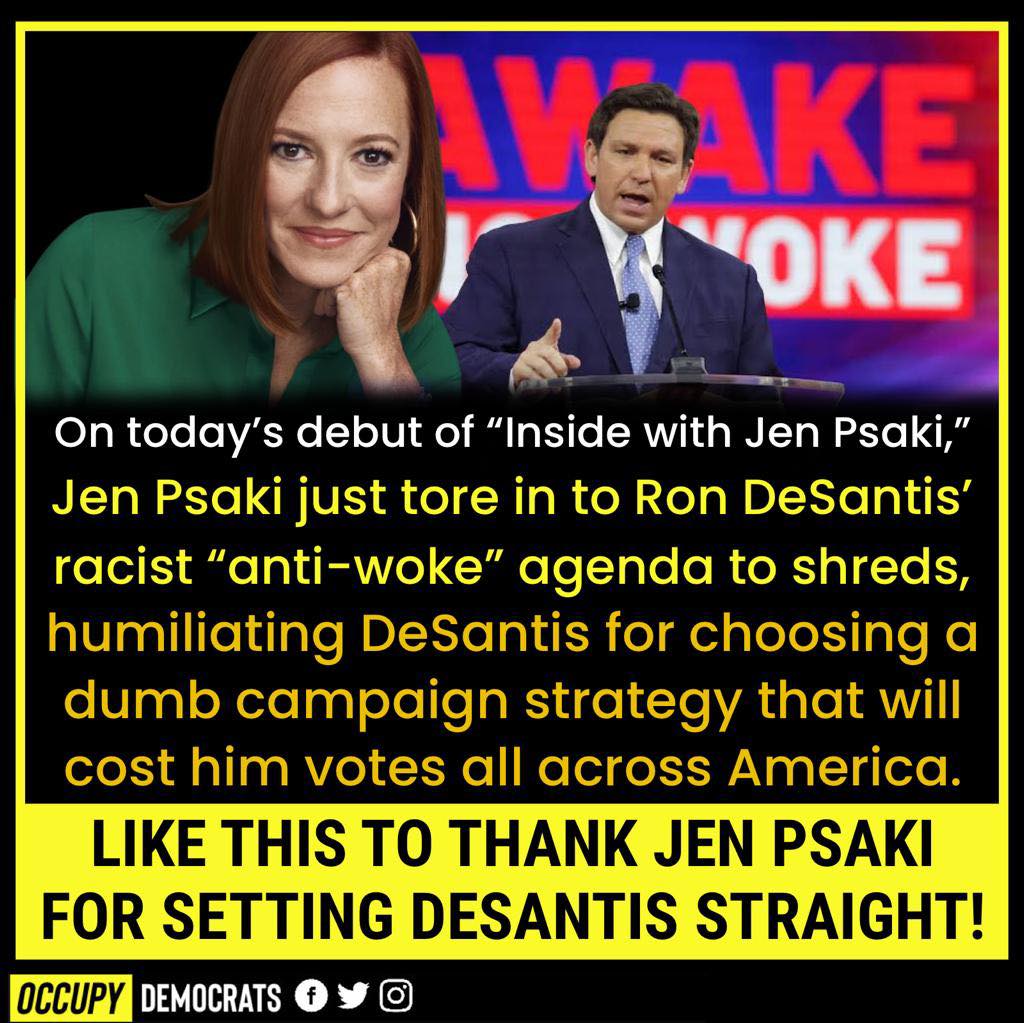 AWAKE
WOKE
On today’s debut of “Inside with Jen Psaki,”
Jen Psaki just tore in to Ron DeSantis’
racist “anti-woke” agenda to shreds,
humiliating DeSantis for choosing a
dumb campaign strategy that will
cost him votes all across America.
LIKE THIS TO THANK JEN PSAKI
FOR SETTING DESANTIS STRAIGHT!
OCCUPY DEMOCRATS